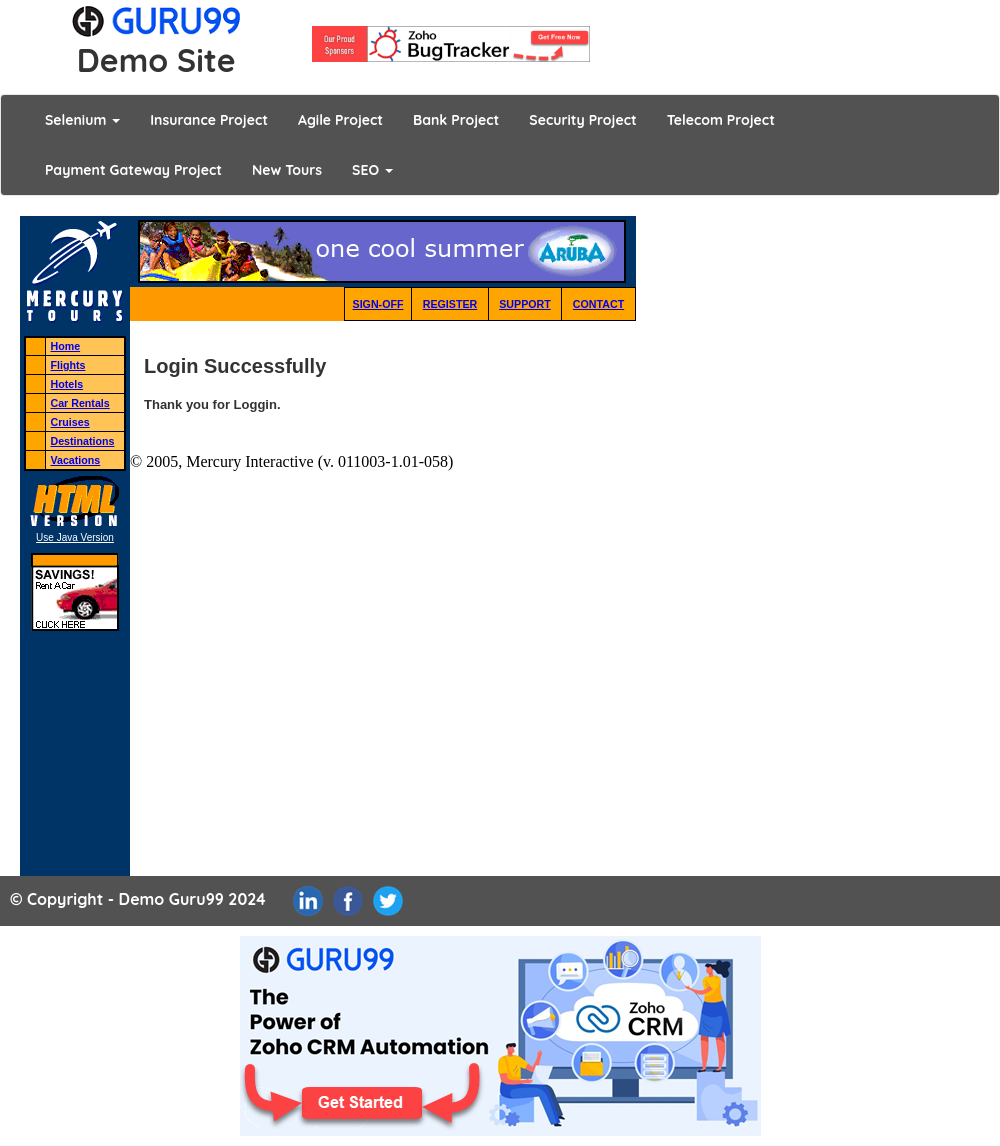 GURU99
Demo Site
Our Proud
Sponsors
Zoho
BugTracker
Get Free Now
Selenium
Insurance Project
Agile Project
Bank Project
Security Project
Telecom Project
Payment Gateway Project
New Tours
SEO
MERCURY
TOURS
one cool summer
ARUBA
SIGN-OFF
REGISTER
SUPPORT
CONTACT
Home
Flights
Hotels
Car Rentals
Cruises
Destinations
Vacations
HTML
VERSION
Use Java Version
SAVINGS!
Rent A Car
CLICK HERE
Login Successfully
Thank you for Loggin.
© 2005, Mercury Interactive (v. 011003-1.01-058)
© Copyright - Demo Guru99 2024
in
f
GURU99
The
Power of
Zoho CRM Automation
Get Started
Zoho
CRM